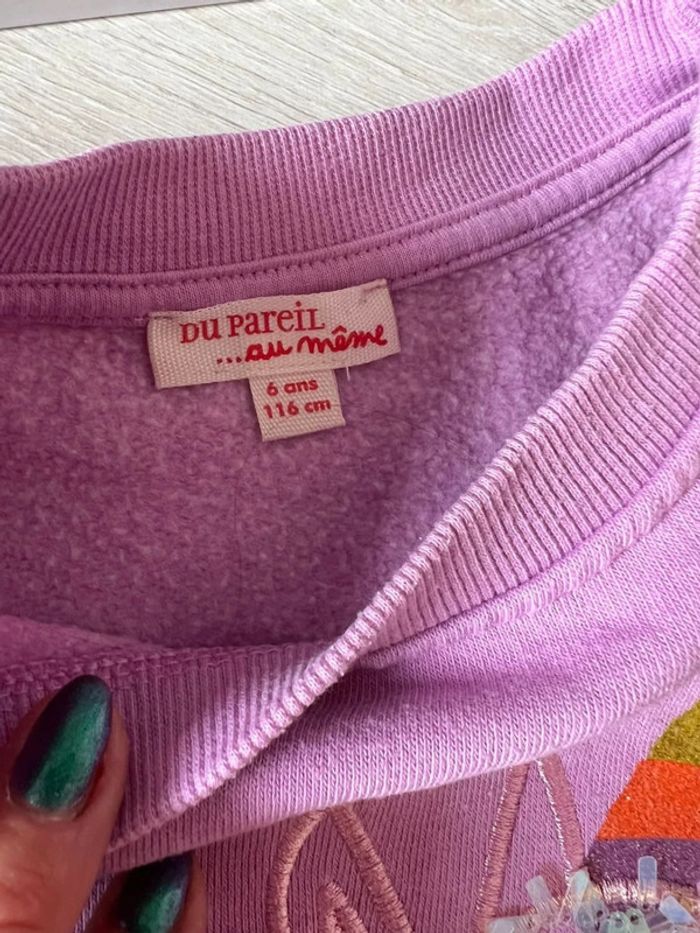 DU PAREIL
...au même
6 ans
116 cm